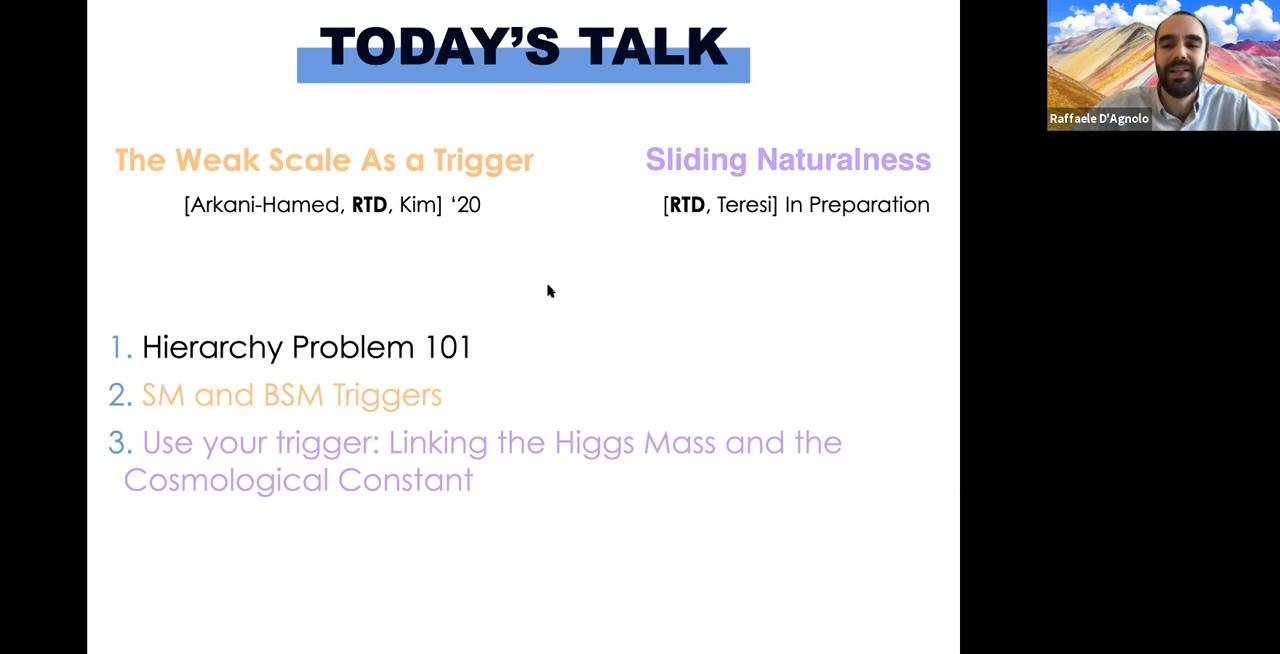 TODAY’S TALK
The Weak Scale As a Trigger
[Arkani-Hamed, RTD, Kim] ‘20
Sliding Naturalness
[RTD, Teresi] In Preparation
1. Hierarchy Problem 101
2. SM and BSM Triggers
3. Use your trigger: Linking the Higgs Mass and the
Cosmological Constant
Raffaele D'Agnolo